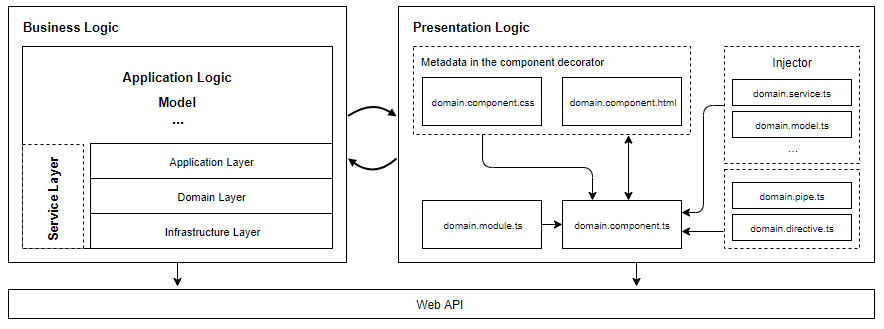 Business Logic
Application Logic
Model
...
Service Layer
Application Layer
Domain Layer
Infrastructure Layer
Presentation Logic
Metadata in the component decorator
domain.component.css
domain.component.html
Injector
domain.service.ts
domain.model.ts
...
domain.pipe.ts
domain.directive.ts
domain.module.ts
domain.component.ts
Web API